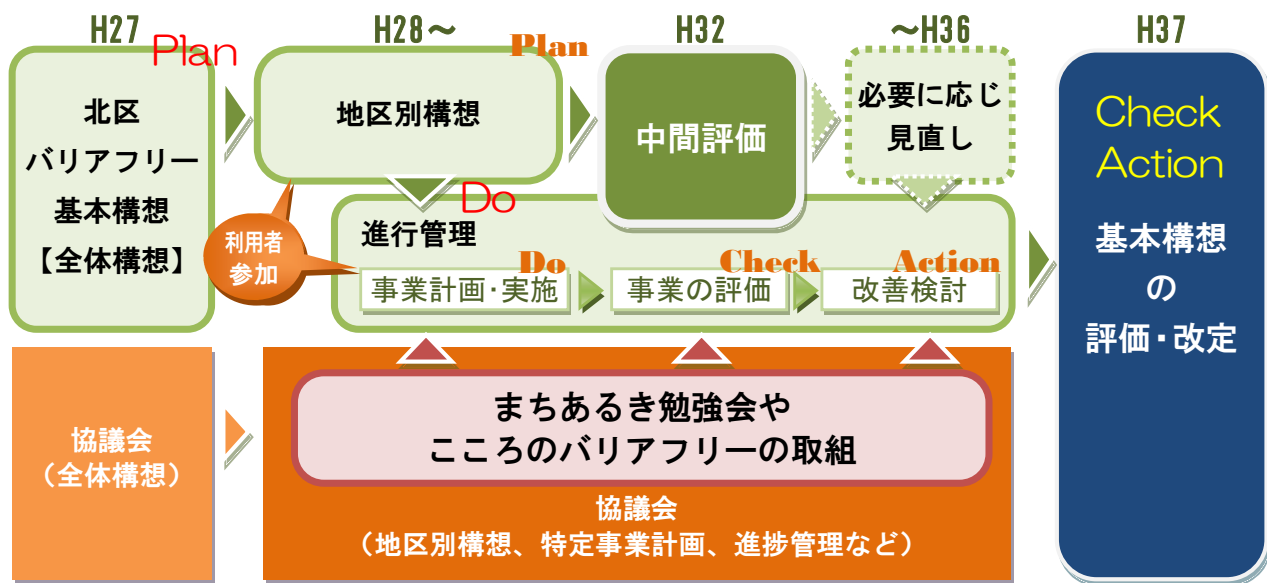 H27
H28～
H32
～H36
H37
Plan
北区
バリアフリー
基本構想
【全体構想】
Plan
地区別構想
中間評価
必要に応じ
見直し
Check
Action
基本構想
の
評価・改定
利用者
参加
Do
進行管理
Do
事業計画・実施
Check
事業の評価
Action
改善検討
協議会
（全体構想）
まちあるき勉強会や
こころのバリアフリーの取組
協議会
（地区別構想、特定事業計画、進捗管理など）